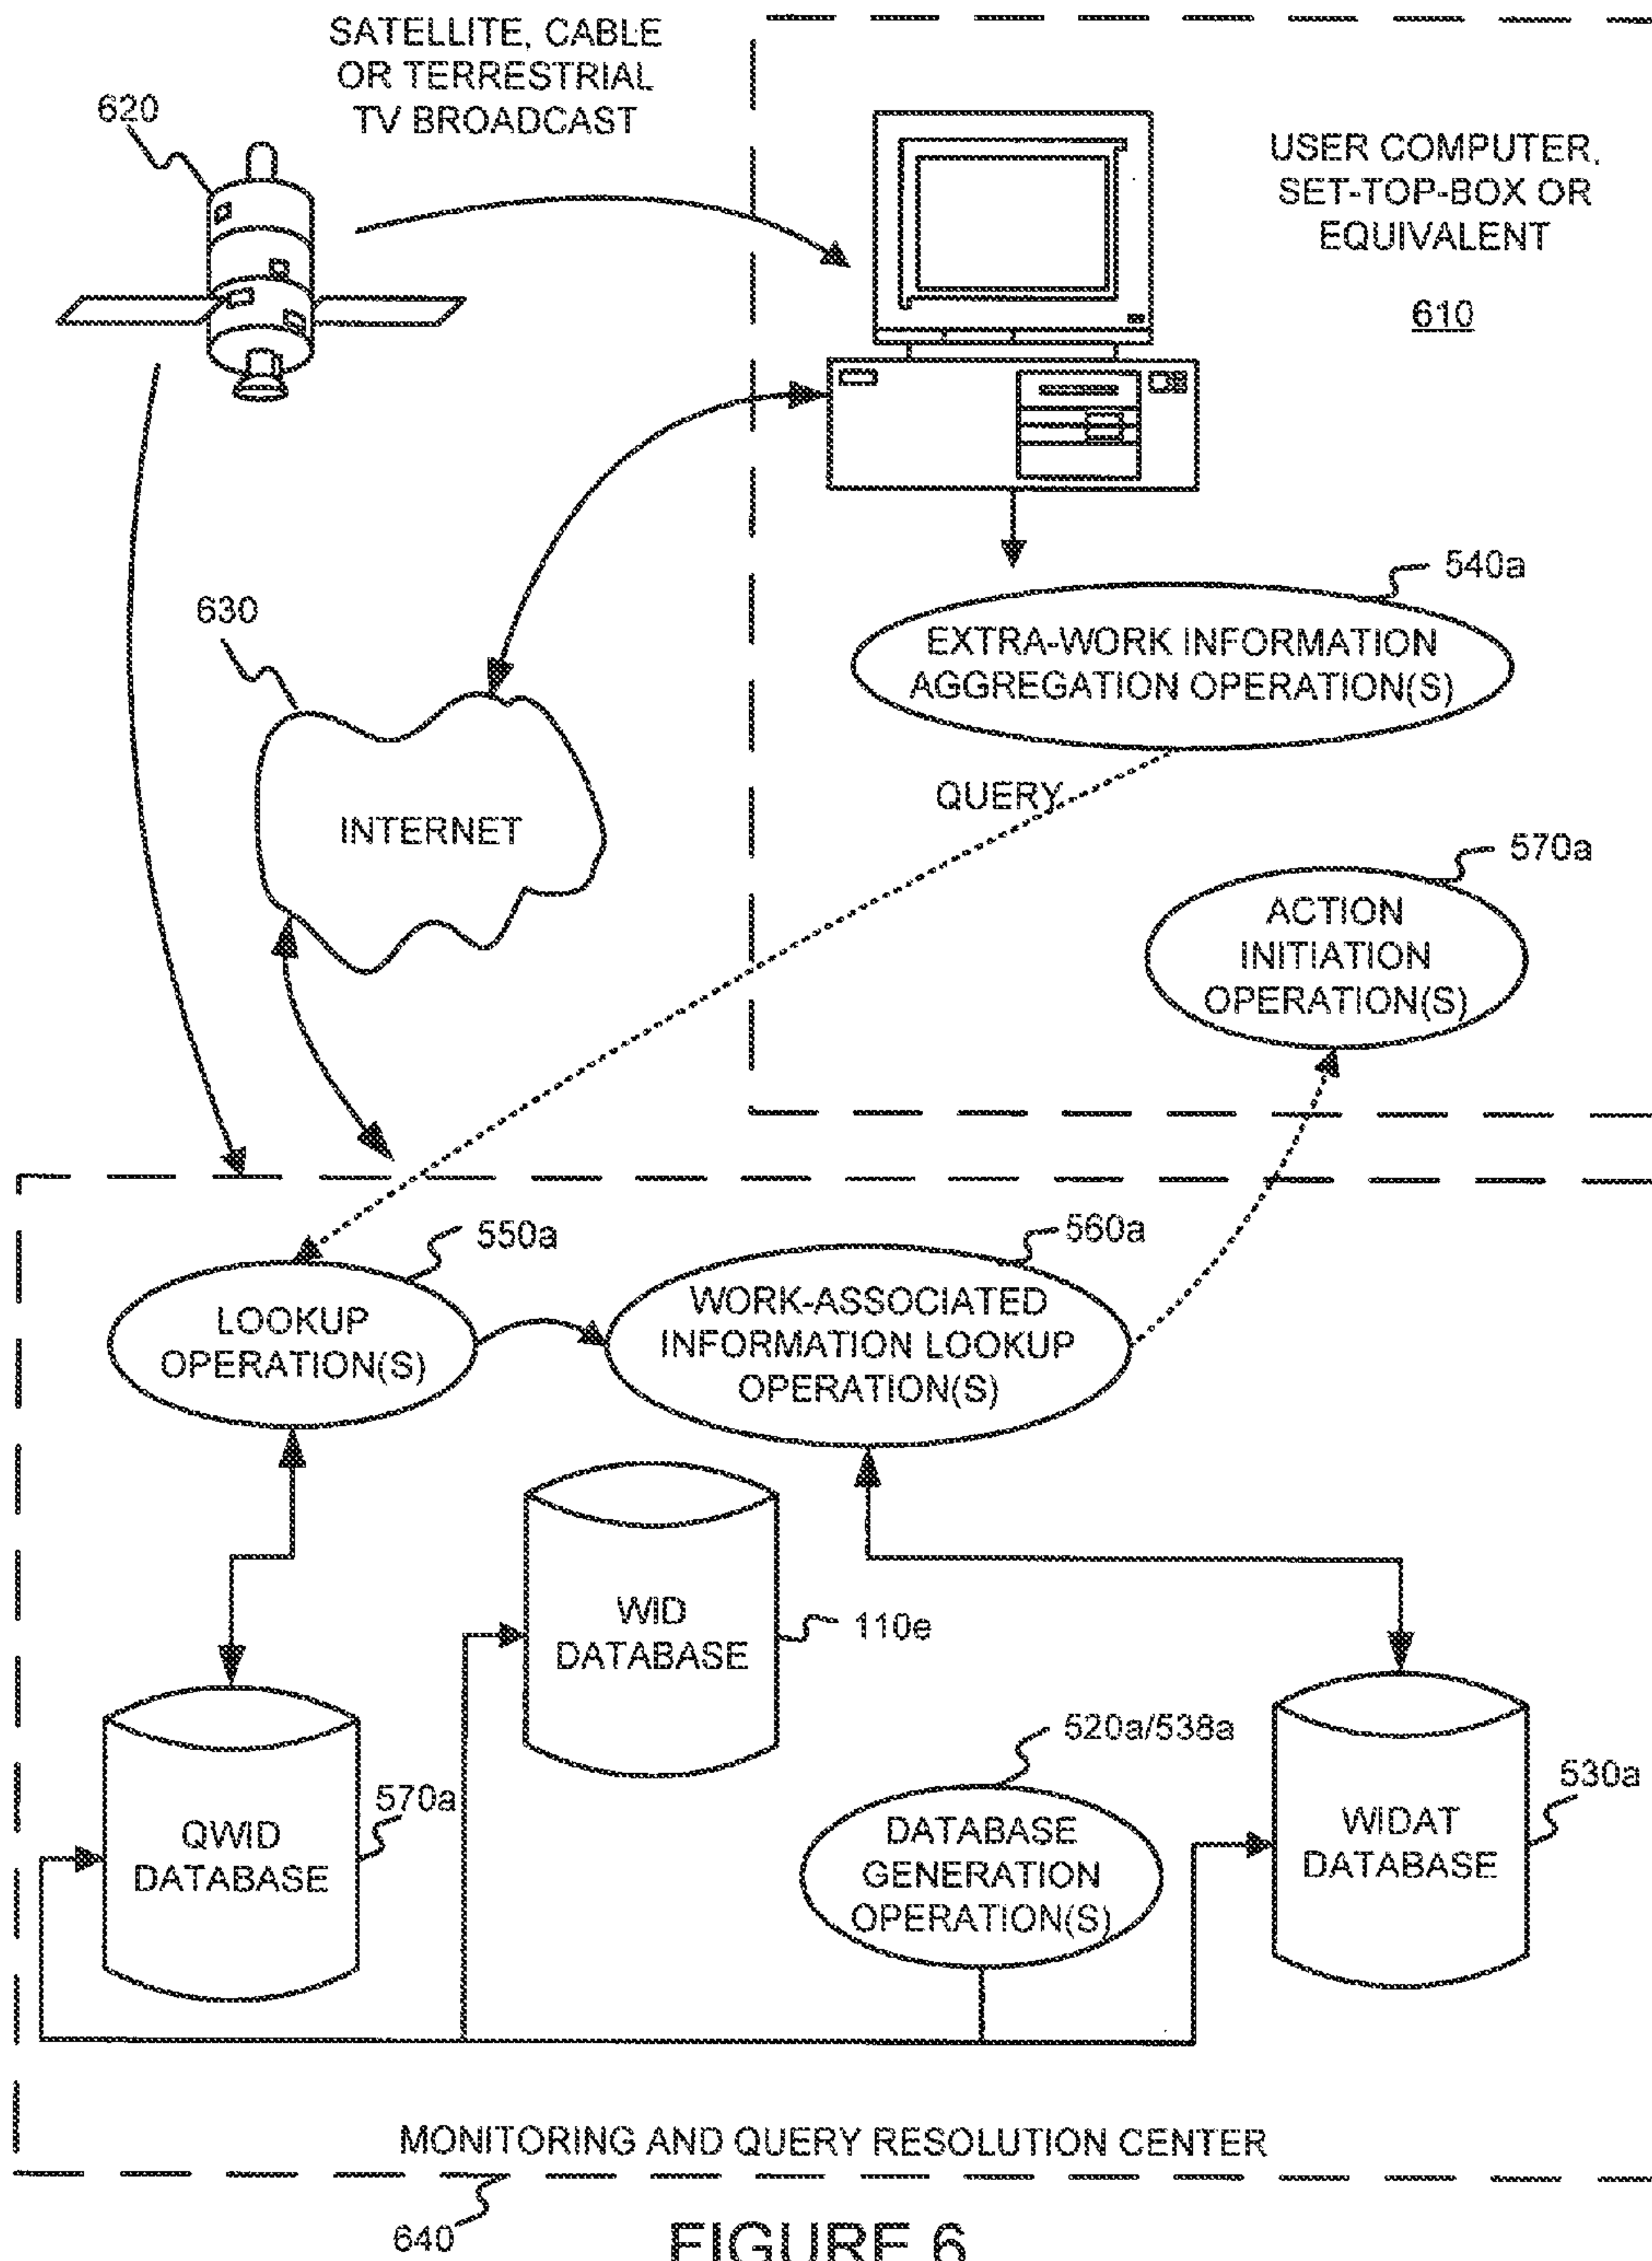 SATELLITE, CABLE
OR TERRESTRIAL
TV BROADCAST
620
USER COMPUTER,
SET-TOP-BOX OR
EQUIVALENT
610
630
INTERNET
540a
EXTRA-WORK INFORMATION
AGGREGATION OPERATION(S)
QUERY
570a
ACTION
INITIATION
OPERATION(S)
550a
LOOKUP
OPERATION(S)
560a
WORK-ASSOCIATED
INFORMATION LOOKUP
OPERATION(S)
WID
DATABASE
110e
QWID
DATABASE
570a
520a/538a
DATABASE
GENERATION
OPERATION(S)
WIDAT
DATABASE
530a
MONITORING AND QUERY RESOLUTION CENTER
640
FIGURE 6